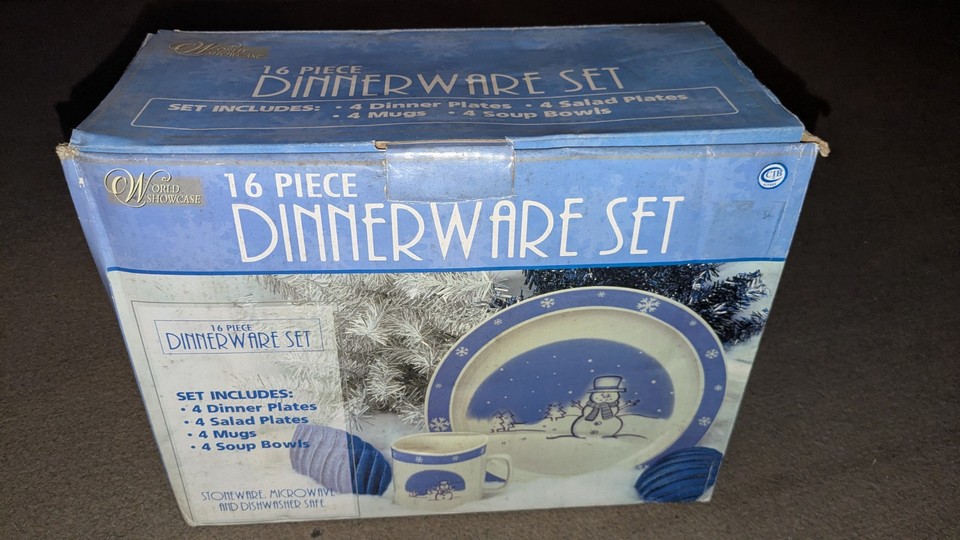 WORLD
SHOWCASE
16 PIECE
DINNERWARE SET
SET INCLUDES: • 4 Dinner Plates • 4 Salad Plates
• 4 Mugs • 4 Soup Bowls
WORLD
SHOWCASE
16 PIECE
DINNERWARE SET
CIB
16 PIECE
DINNERWARE SET
SET INCLUDES:
• 4 Dinner Plates
• 4 Salad Plates
• 4 Mugs
• 4 Soup Bowls
STONEWARE, MICROWAVE
AND DISHWASHER SAFE